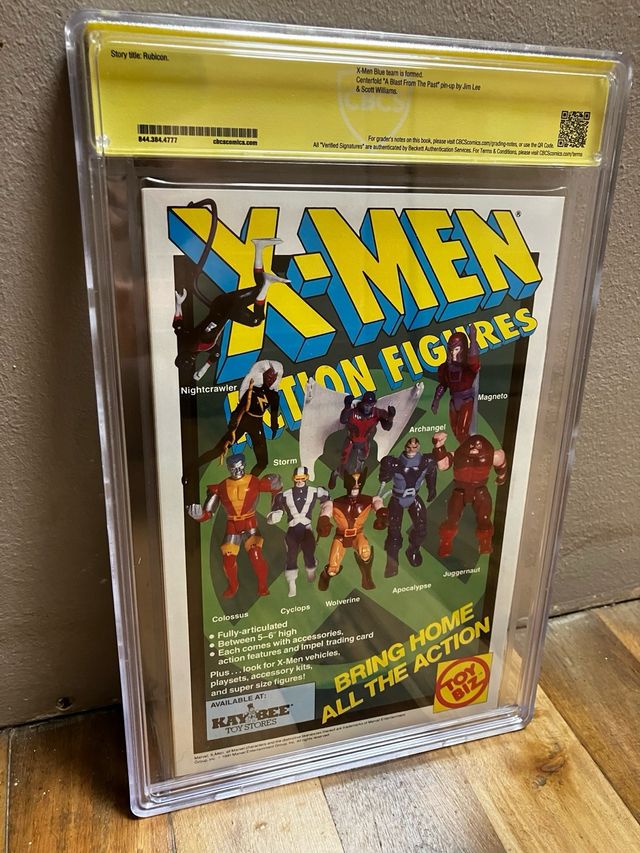 Story title: Rubicon.
X-Men Blue team is formed.
Centerfold "A Blast From The Past" pin-up by Jim Lee
& Scott Williams.
CBCS
844.384.4777
cbcscomics.com
For grader's notes on this book, please visit CBCScomics.com/grading-notes, or use the QR Code.
All "Verified Signatures" are authenticated by Beckett Authentication Services. For Terms & Conditions, please visit CBCScomics.com/terms
X-MEN®
ACTION FIGURES
Nightcrawler
Magneto
Archangel
Storm
Juggernaut
Apocalypse
Wolverine
Cyclops
Colossus
• Fully-articulated
• Between 5–6" high
• Each comes with accessories,
action features and Impel trading card
Plus... look for X-Men vehicles,
playsets, accessory kits,
and super size figures!
BRING HOME
ALL THE ACTION
TOY
BIZ
AVAILABLE AT:
KAY BEE
TOY STORES